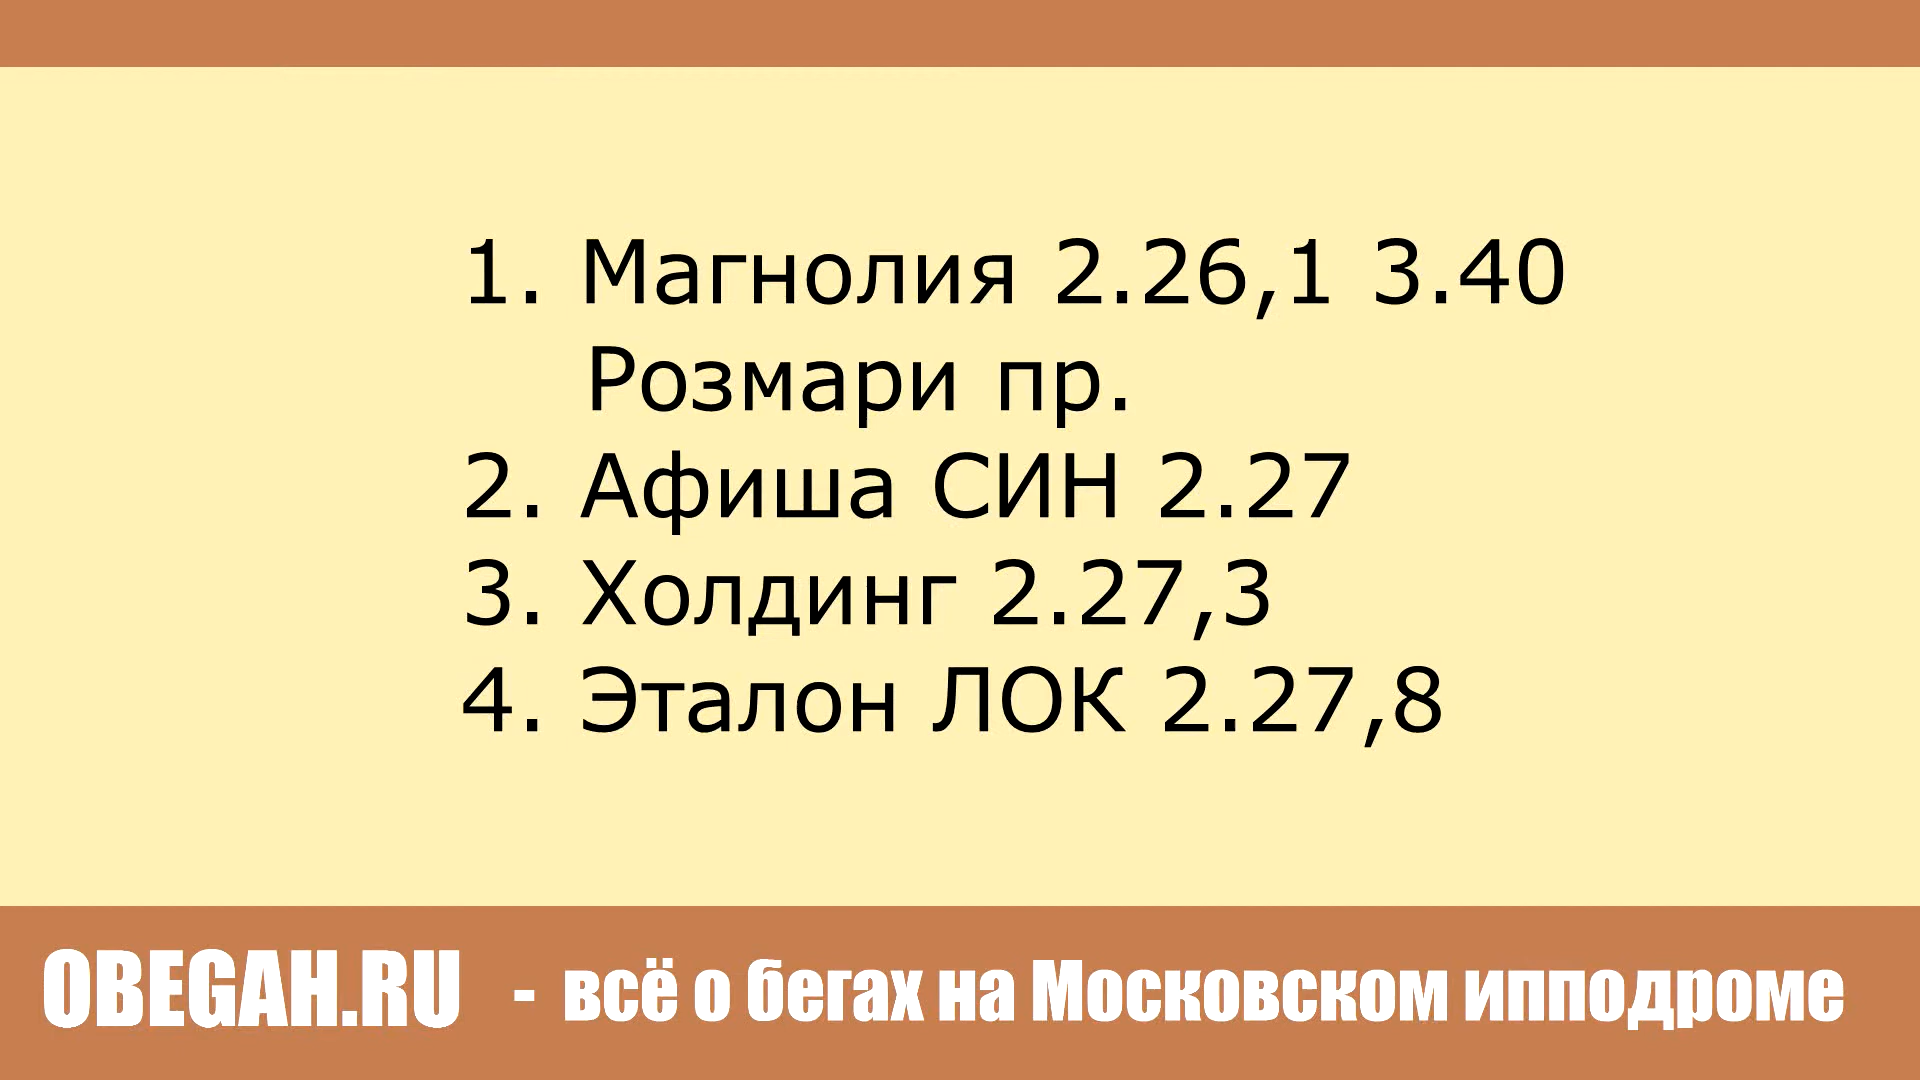 1. Магнолия 2.26,1 3.40
Розмари пр.
2. Афиша СИН 2.27
3. Холдинг 2.27,3
4. Эталон ЛОК 2.27,8
OBEGAH.RU - всё о бегах на Московском ипподроме